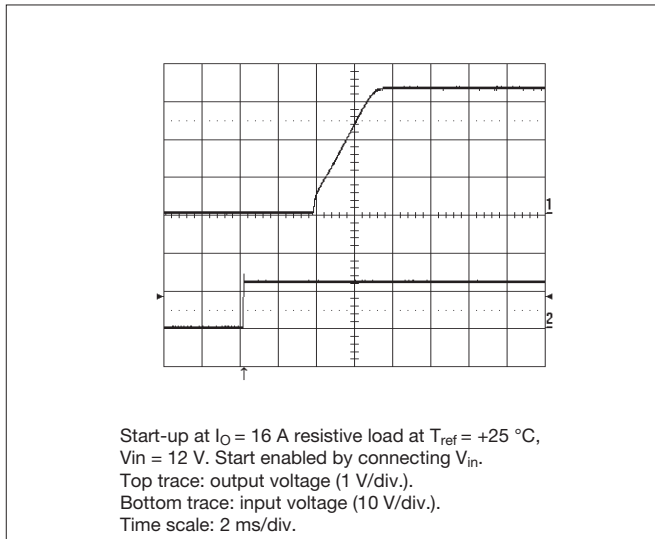 1
2
Start-up at IO = 16 A resistive load at Tref = +25 °C,
Vin = 12 V. Start enabled by connecting Vin.
Top trace: output voltage (1 V/div.).
Bottom trace: input voltage (10 V/div.).
Time scale: 2 ms/div.